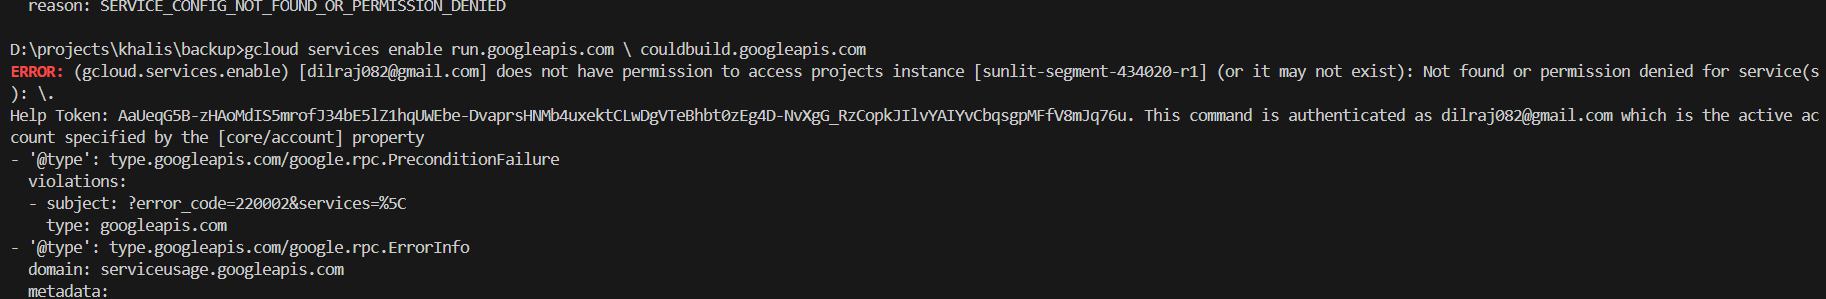 reason: SERVICE_CONFIG_NOT_FOUND_OR_PERMISSION_DENIED
D:\projects\khalis\backup>gcloud services enable run.googleapis.com \ couldbuild.googleapis.com
ERROR: (gcloud.services.enable) [dilraj082@gmail.com] does not have permission to access projects instance [sunlit-segment-434020-r1] (or it may not exist): Not found or permission denied for service(s
): \.
Help Token: AaUeqG5B-zHAoMdIS5mrofJ34bE5lZ1hqUWEbe-DvaprsHNMb4uxektCLwDgVTeBhbt0zEg4D-NvXgG_RzCopkJIlvYAIYvCbqsgpMFfV8mJq76u. This command is authenticated as dilraj082@gmail.com which is the active ac
count specified by the [core/account] property
- '@type': type.googleapis.com/google.rpc.PreconditionFailure
violations:
- subject: ?error_code=220002&services=%5C
type: googleapis.com
- '@type': type.googleapis.com/google.rpc.ErrorInfo
domain: serviceusage.googleapis.com
metadata: